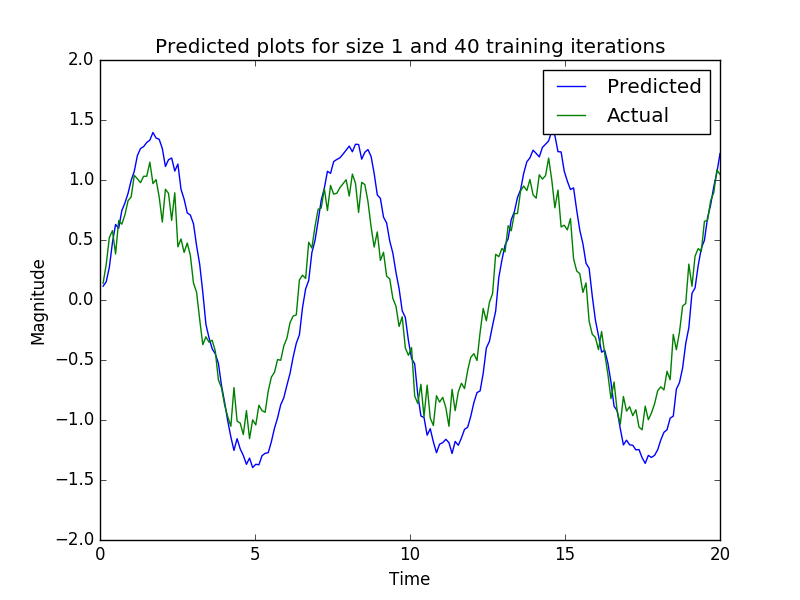 Predicted plots for size 1 and 40 training iterations
Predicted
Actual
2.0
1.5
1.0
0.5
0.0
−0.5
−1.0
−1.5
−2.0
Magnitude
0 5 10 15 20
Time